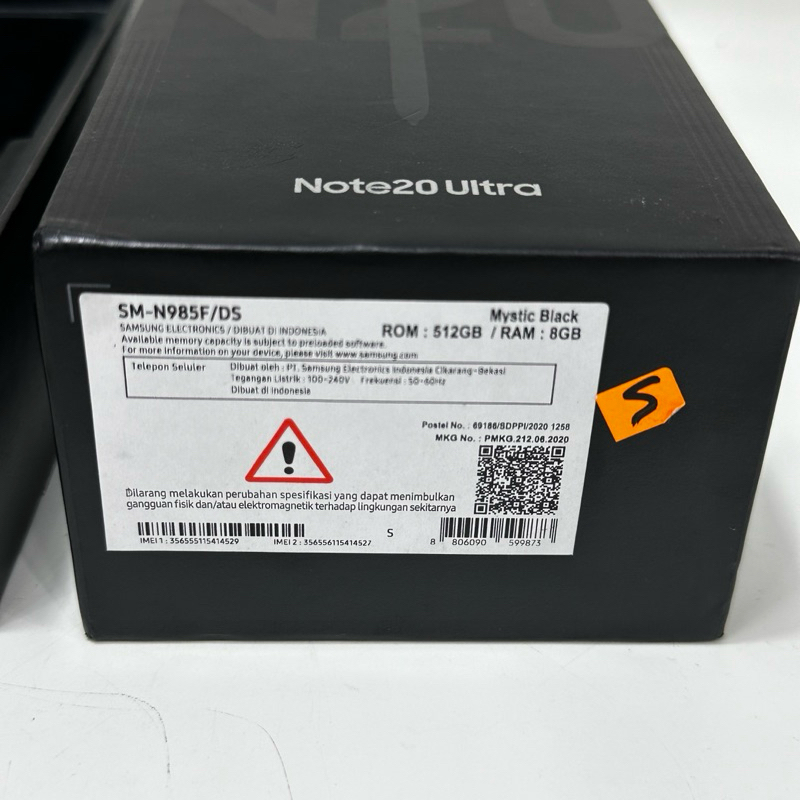 N20
Note20 Ultra
SM-N985F/DS
Mystic Black
SAMSUNG ELECTRONICS / DIBUAT DI INDONESIA
ROM : 512GB / RAM : 8GB
Available memory capacity is subject to preloaded software.
For more information on your device, please visit www.samsung.com
Telepon Seluler
Dibuat oleh : PT. Samsung Electronics Indonesia Cikarang-Bekasi
Tegangan Listrik : 100-240V Frekuensi : 50-60Hz
Dibuat di Indonesia
S
Postel No. : 69186/SDPPI/2020 1258
MKG No. : PMKG.212.06.2020
!
Dilarang melakukan perubahan spesifikasi yang dapat menimbulkan
gangguan fisik dan/atau elektromagnetik terhadap lingkungan sekitarnya
S
IMEI 1 : 356555115414529
IMEI 2 : 356556115414527
8 806090 599873